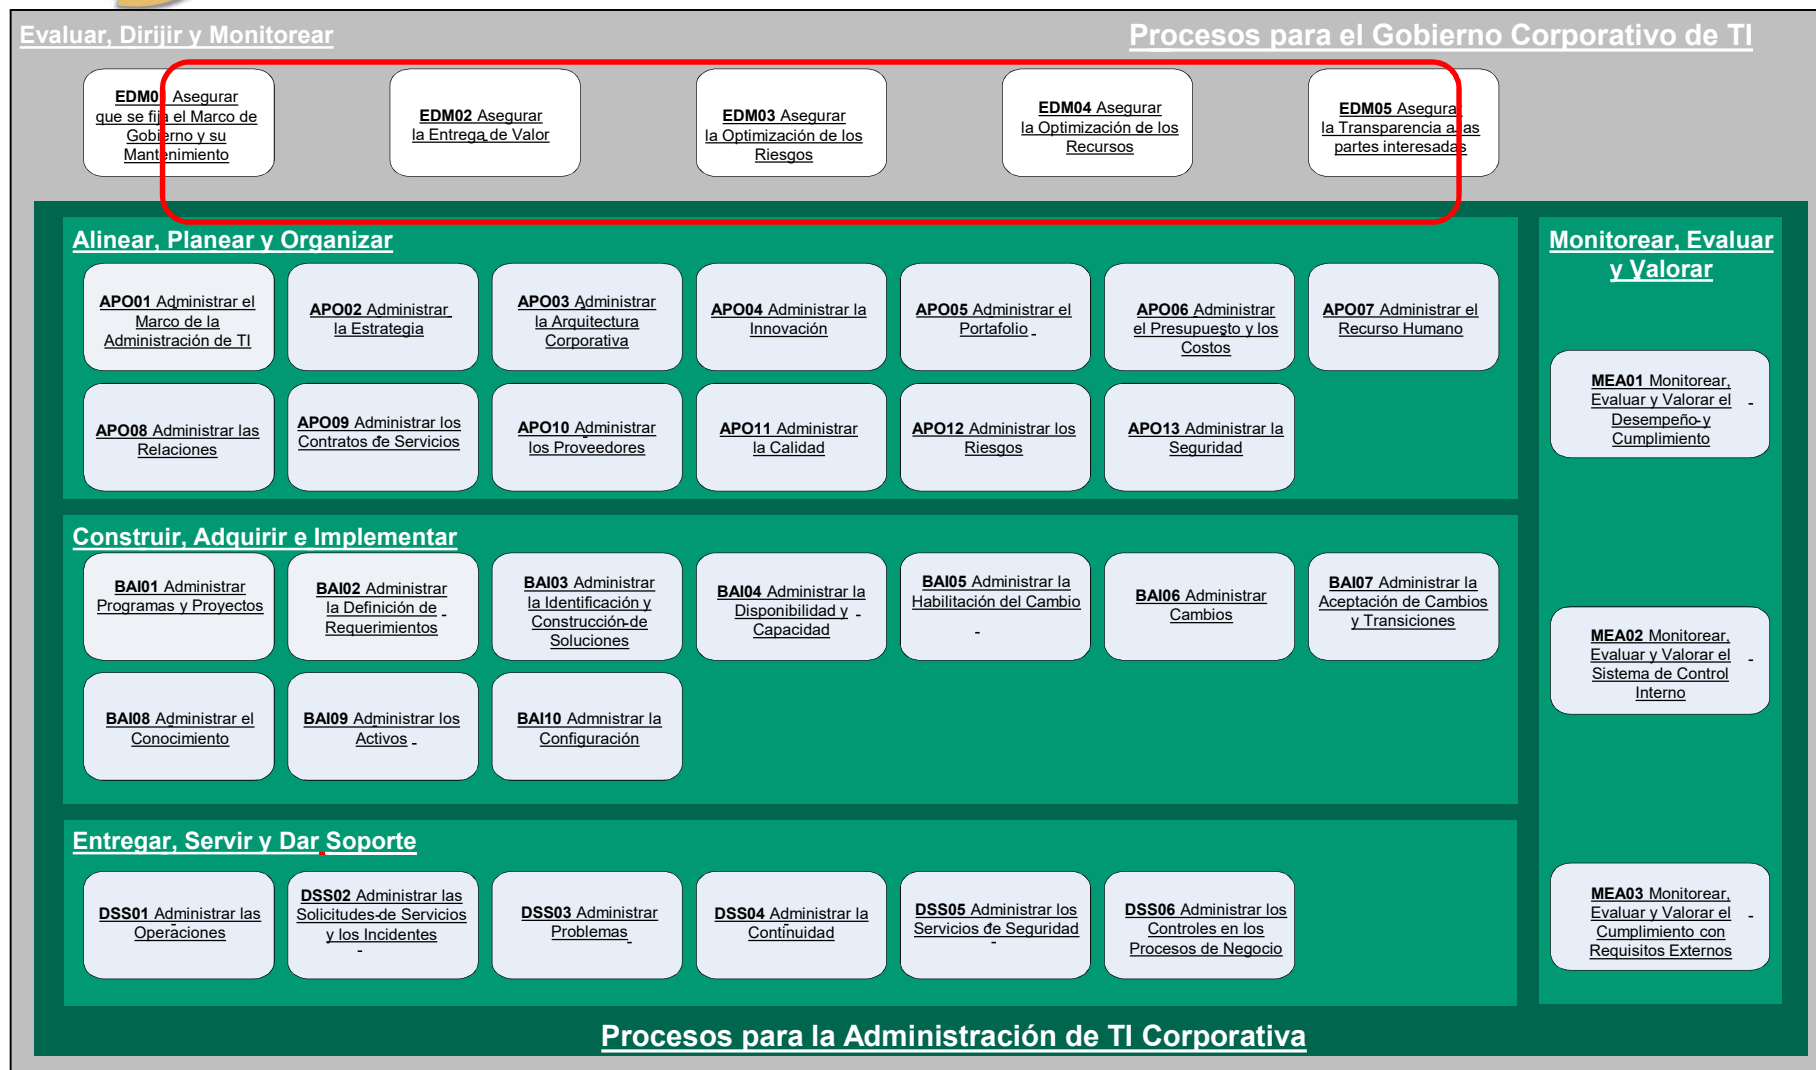 Evaluar, Dirijir y Monitorear
Procesos para el Gobierno Corporativo de TI
EDM01 Asegurar
que se fija el Marco de
Gobierno y su
Mantenimiento
EDM02 Asegurar
la Entrega de Valor
EDM03 Asegurar
la Optimización de los
Riesgos
EDM04 Asegurar
la Optimización de los
Recursos
EDM05 Asegurar
la Transparencia a las
partes interesadas
Alinear, Planear y Organizar
APO01 Administrar el
Marco de la
Administración de TI
APO02 Administrar
la Estrategia
APO03 Administrar
la Arquitectura
Corporativa
APO04 Administrar la
Innovación
APO05 Administrar el
Portafolio
APO06 Administrar
el Presupuesto y los
Costos
APO07 Administrar el
Recurso Humano
APO08 Administrar las
Relaciones
APO09 Administrar los
Contratos de Servicios
APO10 Administrar
los Proveedores
APO11 Administrar
la Calidad
APO12 Administrar los
Riesgos
APO13 Administrar la
Seguridad
Construir, Adquirir e Implementar
BAI01 Administrar
Programas y Proyectos
BAI02 Administrar
la Definición de
Requerimientos
BAI03 Administrar
la Identificación y
Construcción de
Soluciones
BAI04 Administrar la
Disponibilidad y
Capacidad
BAI05 Administrar la
Habilitación del Cambio
BAI06 Administrar
Cambios
BAI07 Administrar la
Aceptación de Cambios
y Transiciones
BAI08 Administrar el
Conocimiento
BAI09 Administrar los
Activos
BAI10 Admnistrar la
Configuración
Entregar, Servir y Dar Soporte
DSS01 Administrar las
Operaciones
DSS02 Administrar las
Solicitudes de Servicios
y los Incidentes
DSS03 Administrar
Problemas
DSS04 Administrar la
Continuidad
DSS05 Administrar los
Servicios de Seguridad
DSS06 Administrar los
Controles en los
Procesos de Negocio
Monitorear, Evaluar
y Valorar
MEA01 Monitorear,
Evaluar y Valorar el
Desempeño y
Cumplimiento
MEA02 Monitorear,
Evaluar y Valorar el
Sistema de Control
Interno
MEA03 Monitorear,
Evaluar y Valorar el
Cumplimiento con
Requisitos Externos
Procesos para la Administración de TI Corporativa